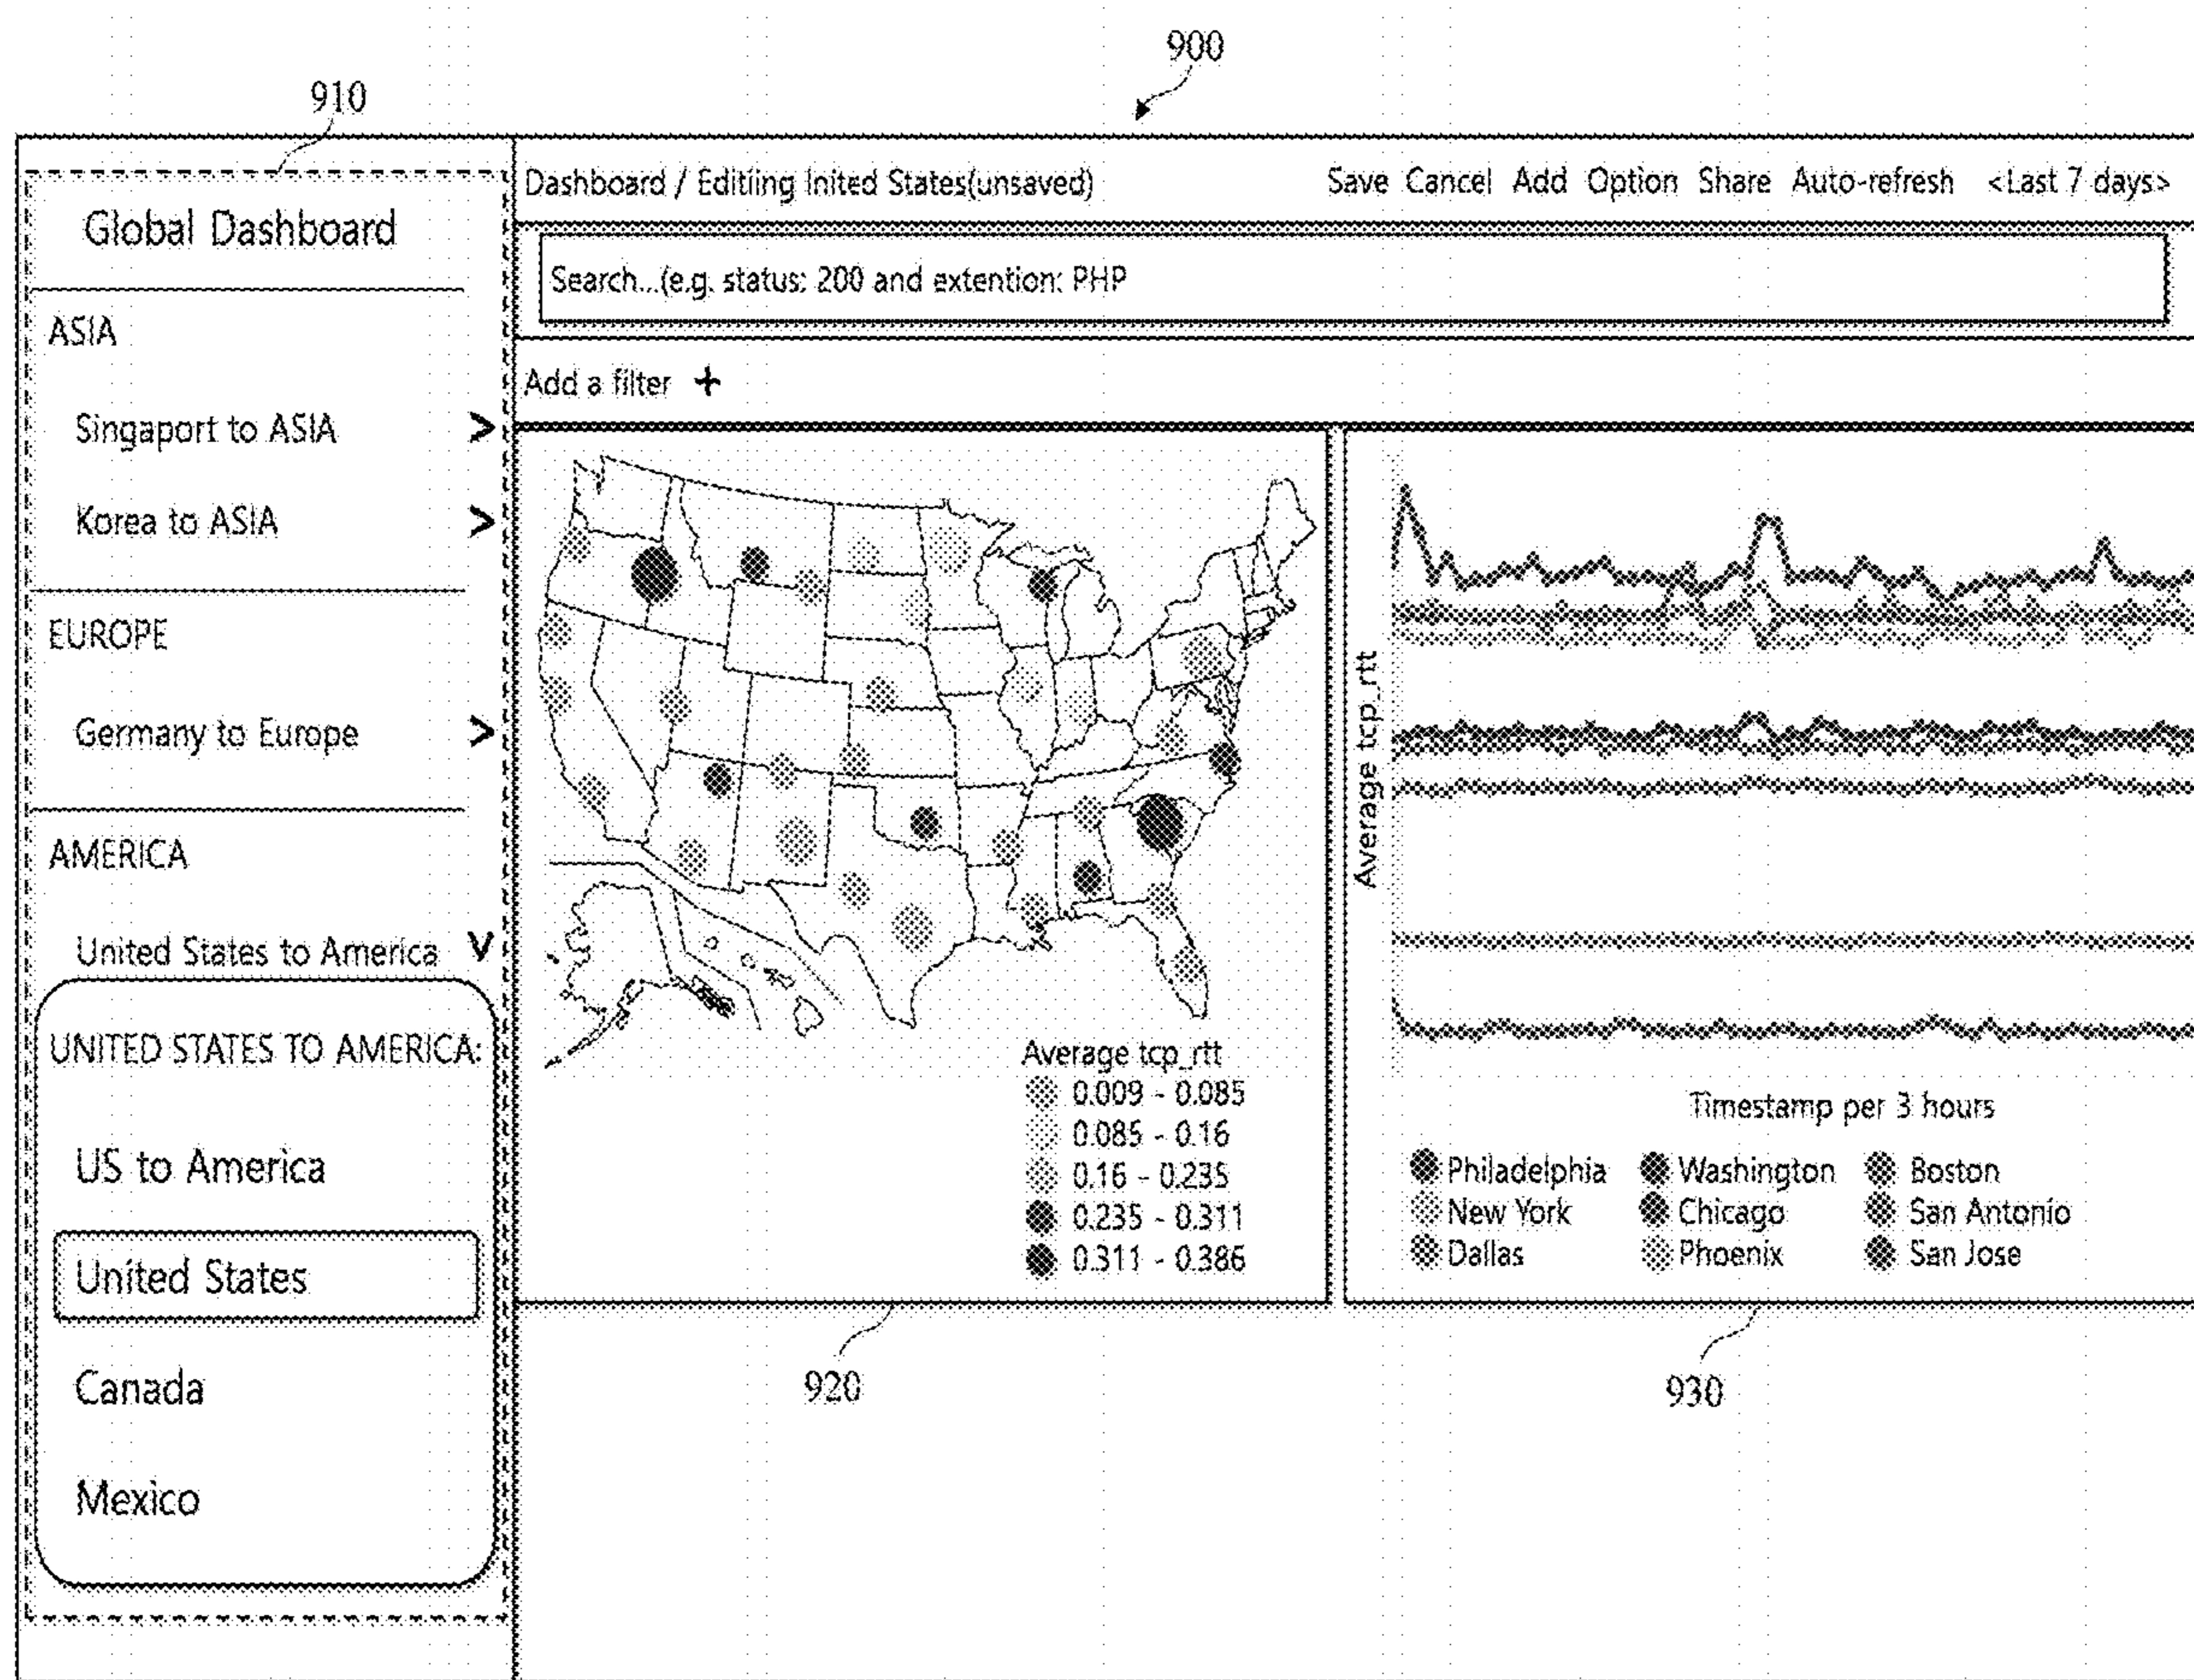 900
910
Global Dashboard
ASIA
Singaport to ASIA >
Korea to ASIA >
EUROPE
Germany to Europe >
AMERICA
United States to America V
UNITED STATES TO AMERICA:
US to America
United States
Canada
Mexico
Dashboard / Editiing Inited States(unsaved)
Save Cancel Add Option Share Auto-refresh <Last 7 days>
Search...(e.g. status: 200 and extention: PHP
Add a filter +
Average tcp_rtt
0.009 - 0.085
0.085 - 0.16
0.16 - 0.235
0.235 - 0.311
0.311 - 0.386
920
Average tcp_rtt
Timestamp per 3 hours
Philadelphia Washington Boston
New York Chicago San Antonio
Dallas Phoenix San Jose
930